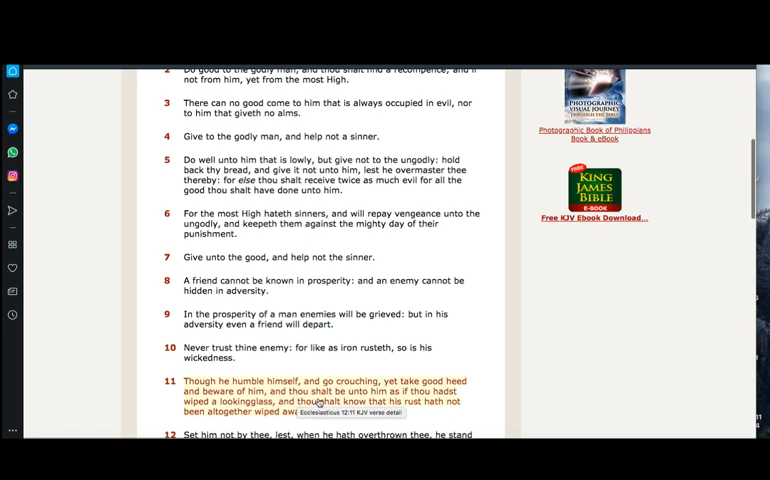 2 Do good to the godly man, and thou shalt find a recompence; and if
not from him, yet from the most High.
3 There can no good come to him that is always occupied in evil, nor
to him that giveth no alms.
4 Give to the godly man, and help not a sinner.
5 Do well unto him that is lowly, but give not to the ungodly: hold
back thy bread, and give it not unto him, lest he overmaster thee
thereby: for else thou shalt receive twice as much evil for all the
good thou shalt have done unto him.
6 For the most High hateth sinners, and will repay vengeance unto the
ungodly, and keepeth them against the mighty day of their
punishment.
7 Give unto the good, and help not the sinner.
8 A friend cannot be known in prosperity: and an enemy cannot be
hidden in adversity.
9 In the prosperity of a man enemies will be grieved: but in his
adversity even a friend will depart.
10 Never trust thine enemy: for like as iron rusteth, so is his
wickedness.
11 Though he humble himself, and go crouching, yet take good heed
and beware of him, and thou shalt be unto him as if thou hadst
wiped a lookingglass, and thou shalt know that his rust hath not
been altogether wiped awa
Ecclesiasticus 12:11 KJV verse detail
12 Set him not by thee, lest, when he hath overthrown thee, he stand
PHOTOGRAPHIC
VISUAL JOURNEY
THROUGH THE BIBLE
Photographic Book of Philippians
Book & eBook
FREE
KING
JAMES
BIBLE
E-BOOK
Free KJV Ebook Download...